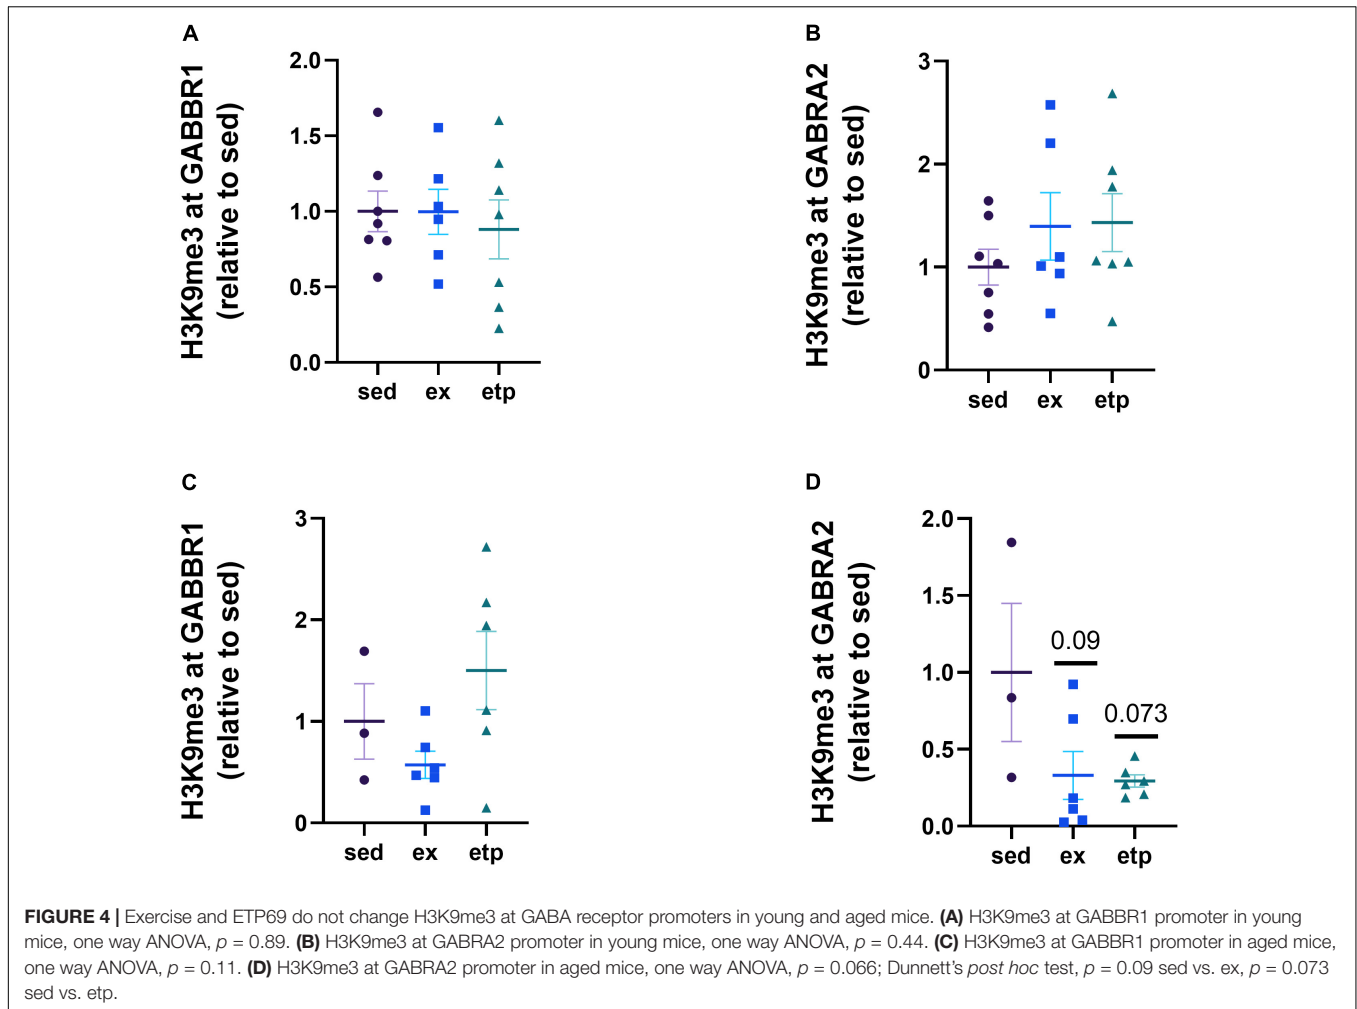 A
H3K9me3 at GABBR1
(relative to sed)
2.0
1.5
1.0
0.5
0.0
sed ex etp
B
H3K9me3 at GABRA2
(relative to sed)
3
2
1
0
sed ex etp
C
H3K9me3 at GABBR1
(relative to sed)
3
2
1
0
sed ex etp
D
H3K9me3 at GABRA2
(relative to sed)
2.0
1.5
1.0
0.5
0.0
0.09
0.073
sed ex etp
FIGURE 4 | Exercise and ETP69 do not change H3K9me3 at GABA receptor promoters in young and aged mice. (A) H3K9me3 at GABBR1 promoter in young
mice, one way ANOVA, p = 0.89. (B) H3K9me3 at GABRA2 promoter in young mice, one way ANOVA, p = 0.44. (C) H3K9me3 at GABBR1 promoter in aged mice,
one way ANOVA, p = 0.11. (D) H3K9me3 at GABRA2 promoter in aged mice, one way ANOVA, p = 0.066; Dunnett's post hoc test, p = 0.09 sed vs. ex, p = 0.073
sed vs. etp.